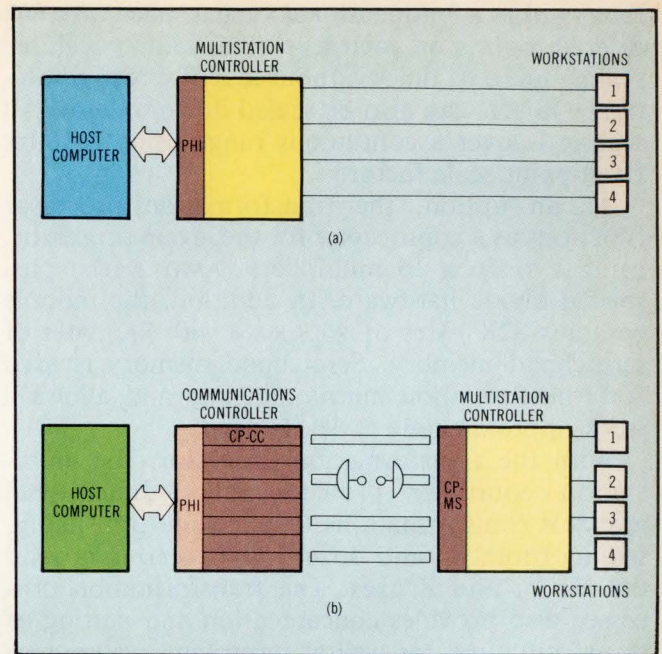 MULTISTATION
CONTROLLER
WORKSTATIONS
HOST
COMPUTER
PHI
1
2
3
4
(a)
COMMUNICATIONS
CONTROLLER
MULTISTATION
CONTROLLER
HOST
COMPUTER
PHI
CP-CC
CP-
MS
1
2
3
4
WORKSTATIONS
(b)